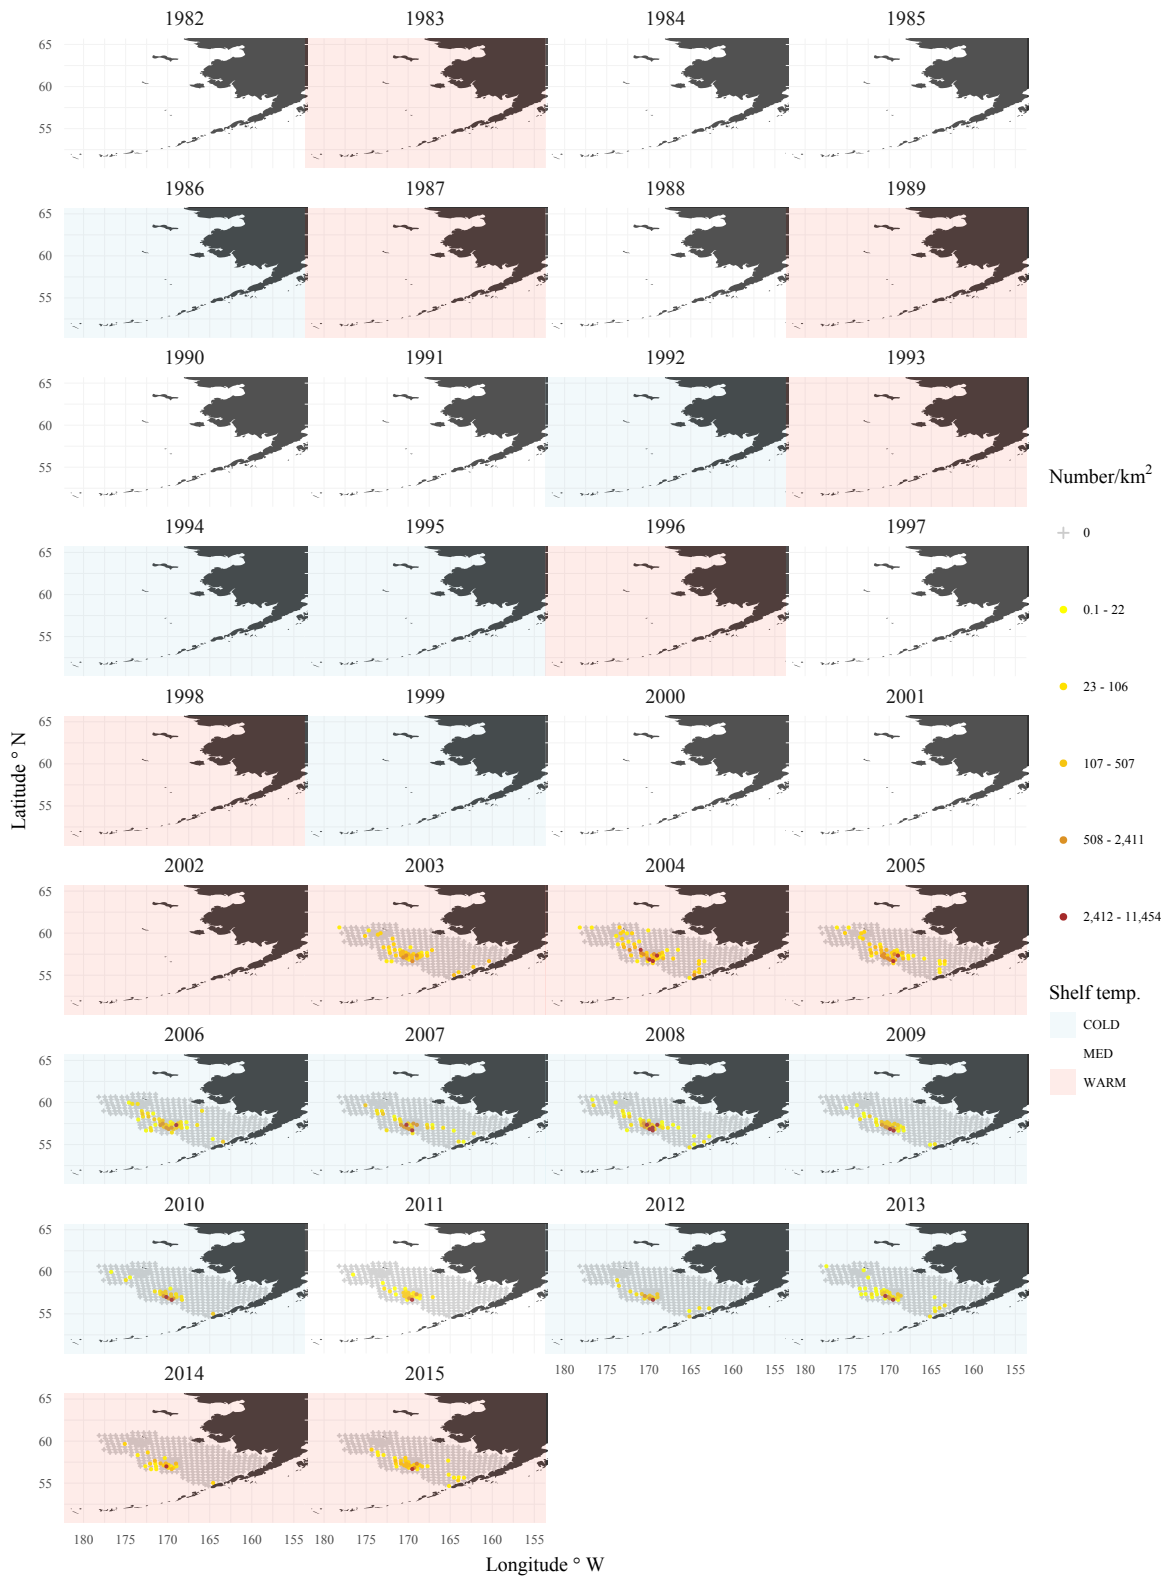 1982 1983 1984 1985
65
60
55
1986 1987 1988 1989
65
60
55
1990 1991 1992 1993
65
60
55
1994 1995 1996 1997
65
60
55
1998 1999 2000 2001
65
60
55
2002 2003 2004 2005
65
60
55
2006 2007 2008 2009
65
60
55
2010 2011 2012 2013
65
60
55
180 175 170 165 160 155 180 175 170 165 160 155
2014 2015
65
60
55
180 175 170 165 160 155 180 175 170 165 160 155
Longitude ° W
Latitude ° N
Number/km²
0
0.1 - 22
23 - 106
107 - 507
508 - 2,411
2,412 - 11,454
Shelf temp.
COLD
MED
WARM